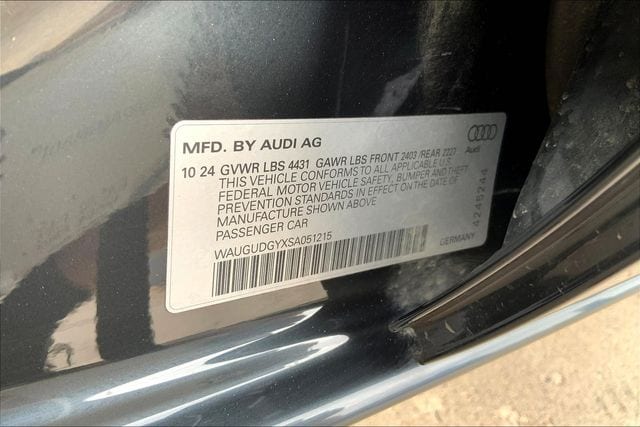 MFD. BY AUDI AG
Audi
10 24 GVWR LBS 4431 GAWR LBS FRONT 2403 /REAR 2227
THIS VEHICLE CONFORMS TO ALL APPLICABLE U.S.
FEDERAL MOTOR VEHICLE SAFETY, BUMPER AND THEFT
PREVENTION STANDARDS IN EFFECT ON THE DATE OF
MANUFACTURE SHOWN ABOVE
PASSENGER CAR
WAUGUDGYXSA051215
4245244
GERMANY